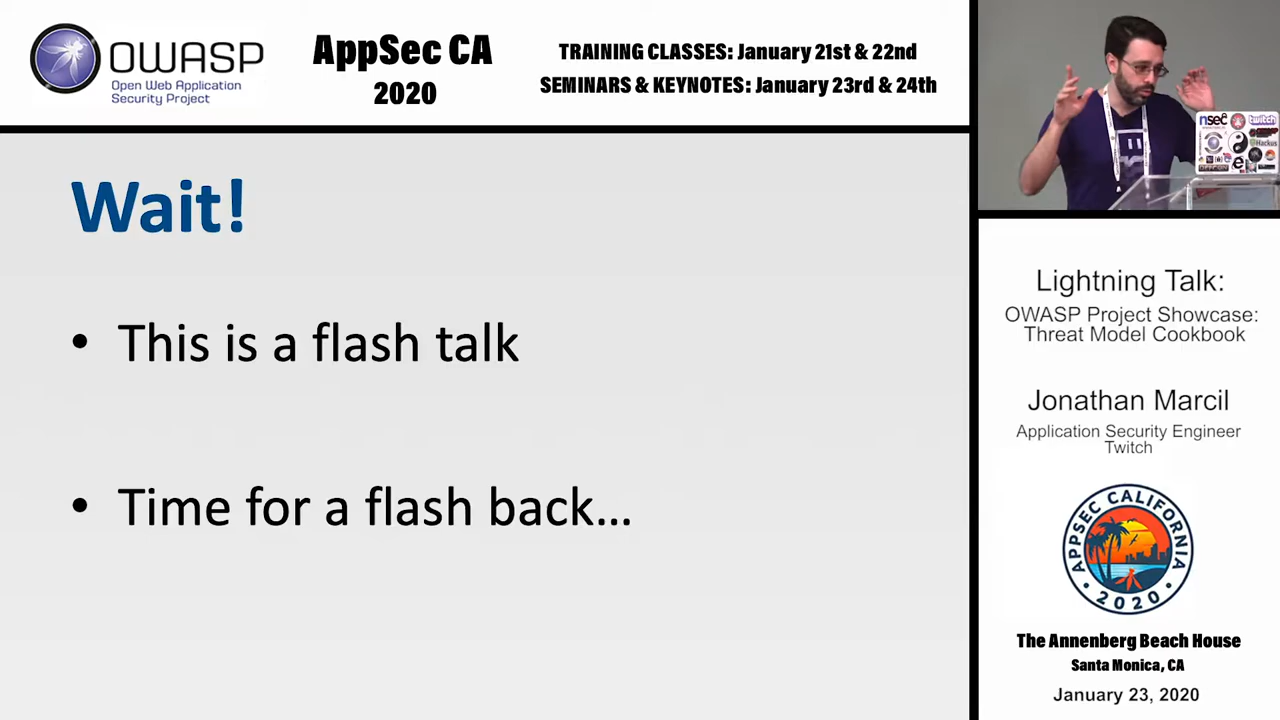 OWASP
Open Web Application
Security Project
AppSec CA
2020
TRAINING CLASSES: January 21st & 22nd
SEMINARS & KEYNOTES: January 23rd & 24th
Wait!
• This is a flash talk
• Time for a flash back...
nsec
twitch
Hackus
Lightning Talk:
OWASP Project Showcase:
Threat Model Cookbook
Jonathan Marcil
Application Security Engineer
Twitch
APPSEC CALIFORNIA
• 2020 •
The Annenberg Beach House
Santa Monica, CA
January 23, 2020